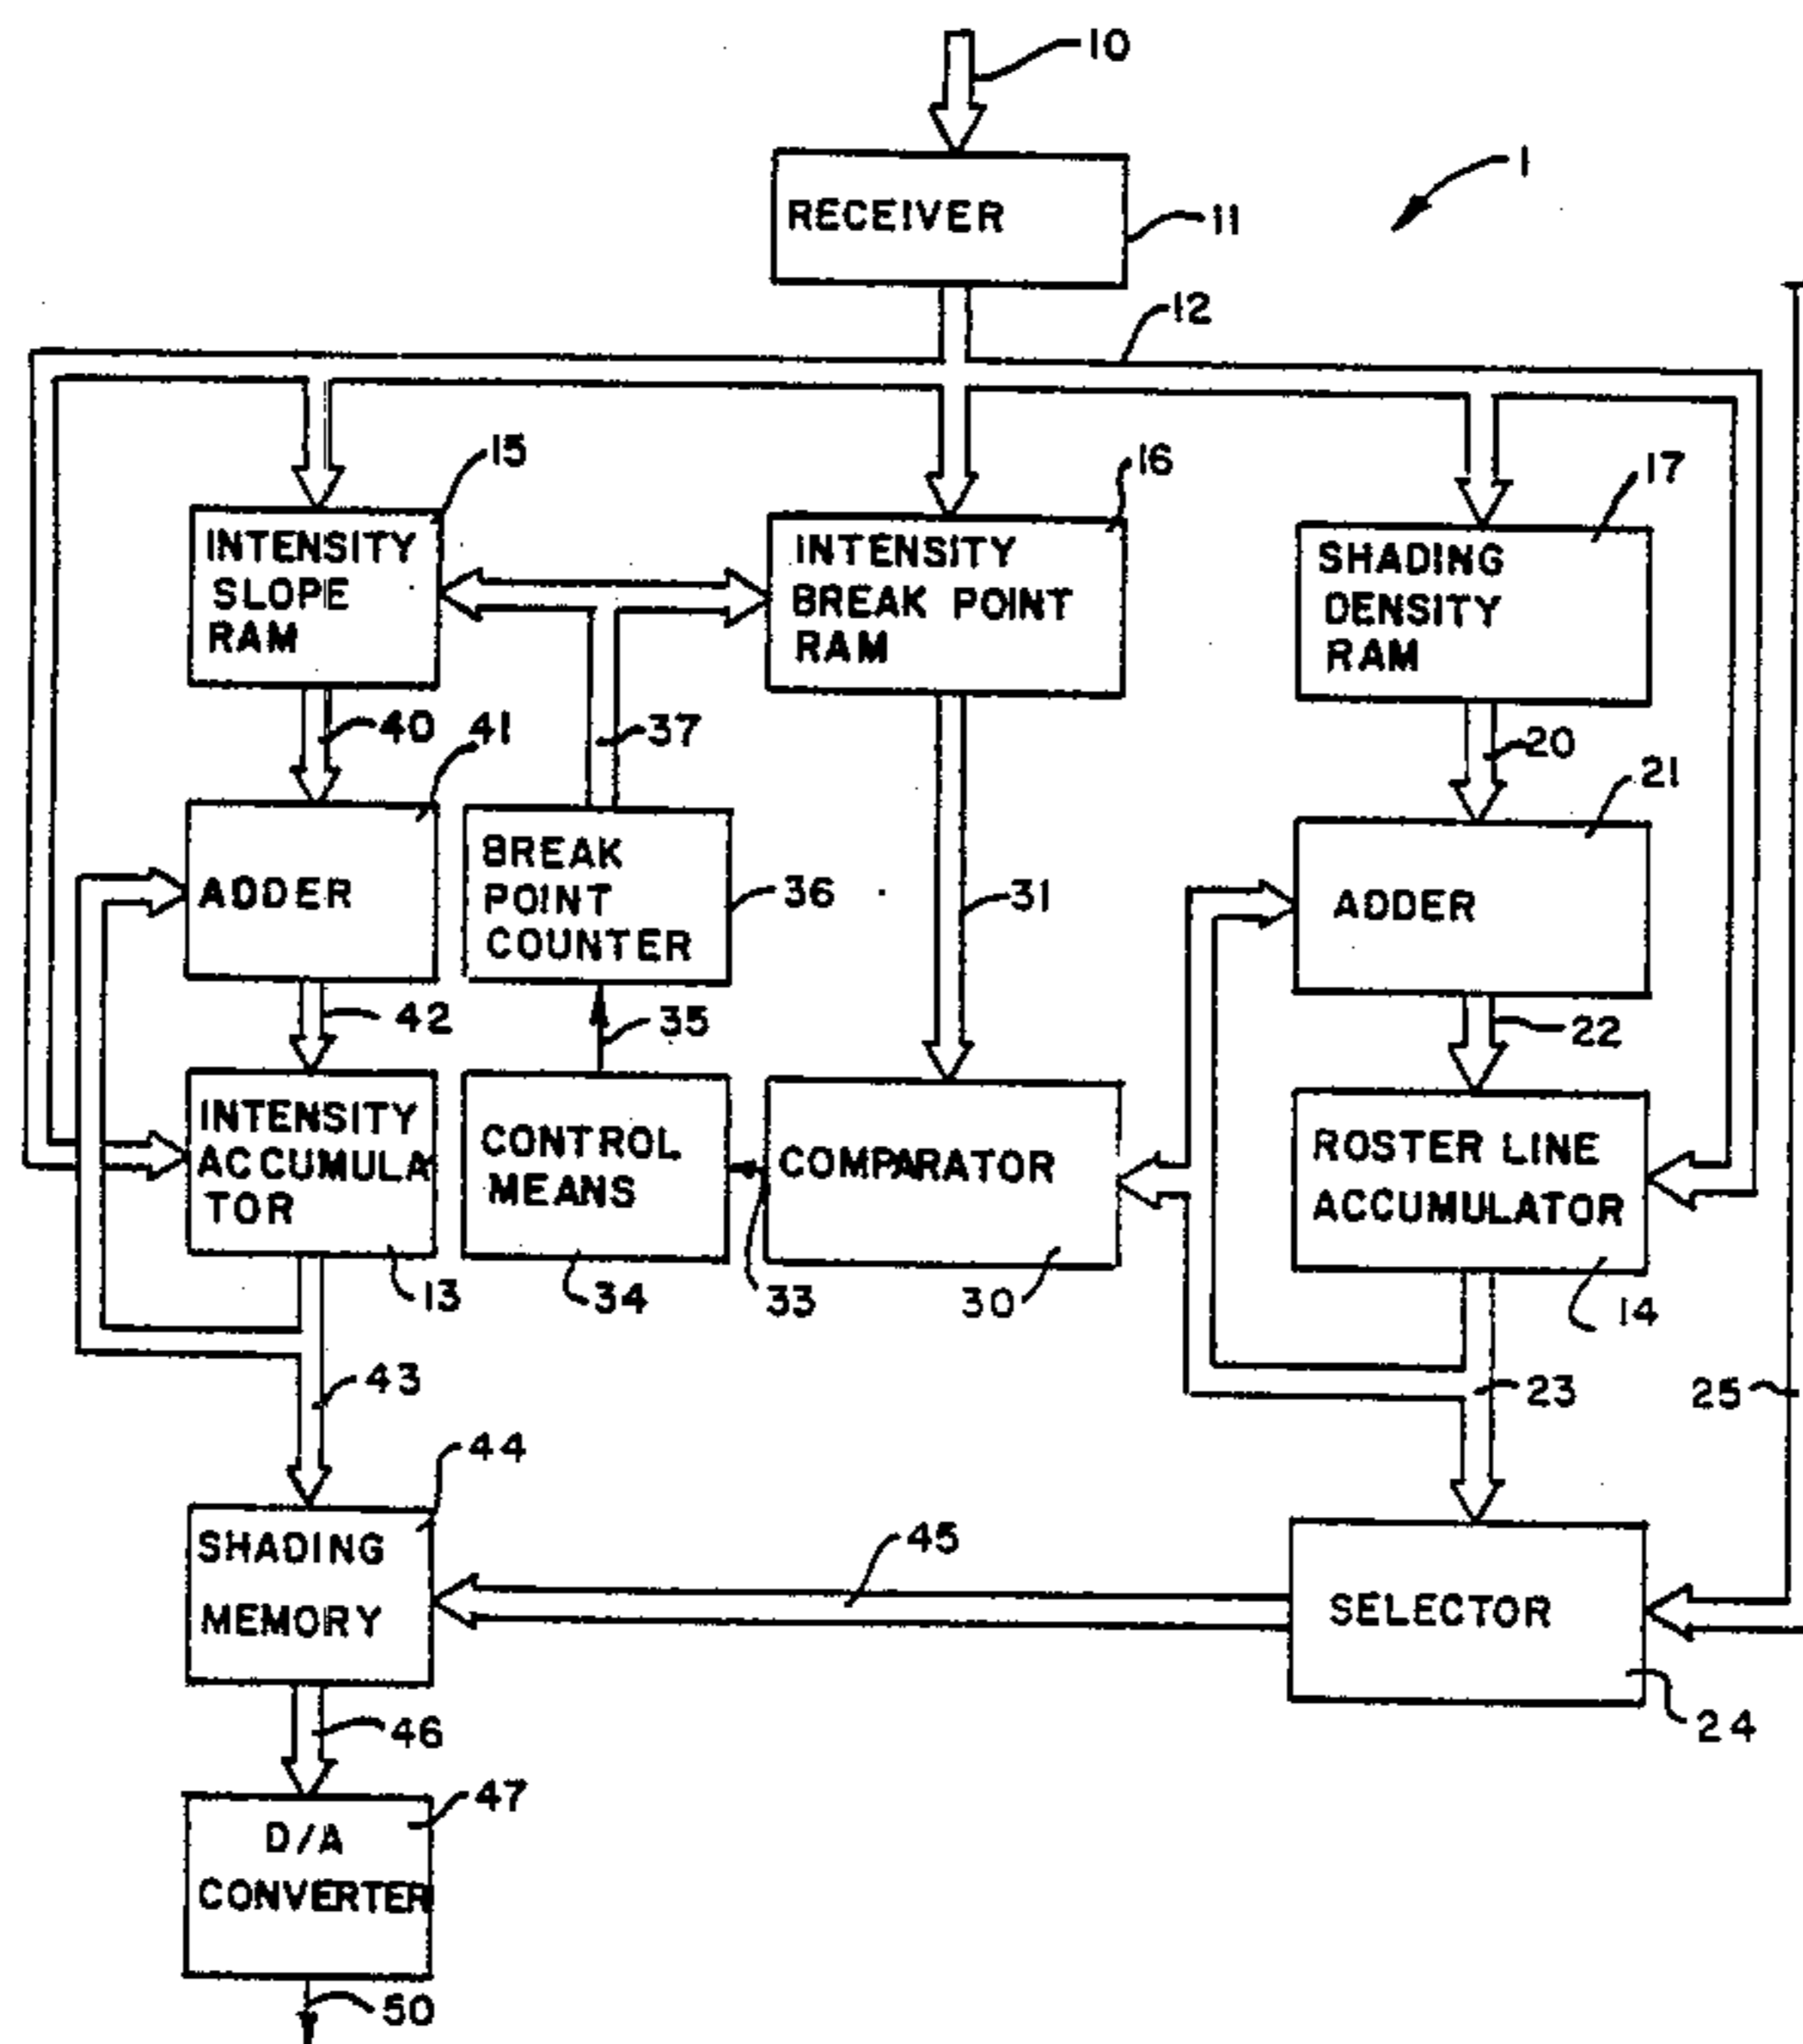 10
1
RECEIVER
11
12
15
INTENSITY
SLOPE
RAM
16
INTENSITY
BREAK POINT
RAM
17
SHADING
DENSITY
RAM
40
41
37
20
21
ADDER
BREAK
POINT
COUNTER
36
31
ADDER
42
35
22
INTENSITY
ACCUMULA
TOR
CONTROL
MEANS
COMPARATOR
ROSTER LINE
ACCUMULATOR
13
34
33
30
14
43
23
25
44
SHADING
MEMORY
45
SELECTOR
24
46
47
D/A
CONVERTER
50